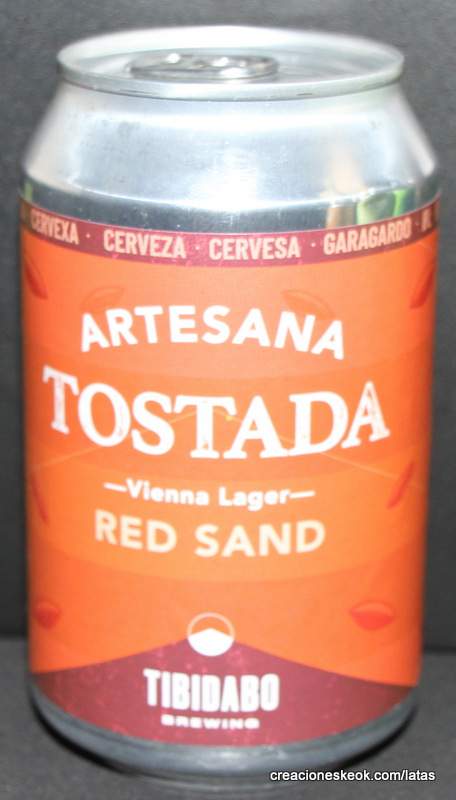 CERVEXA · CERVEZA · CERVESA · GARAGARDO ·
ARTESANA
TOSTADA
—Vienna Lager—
RED SAND
TIBIDABO
BREWING
creacioneskeok.com/latas